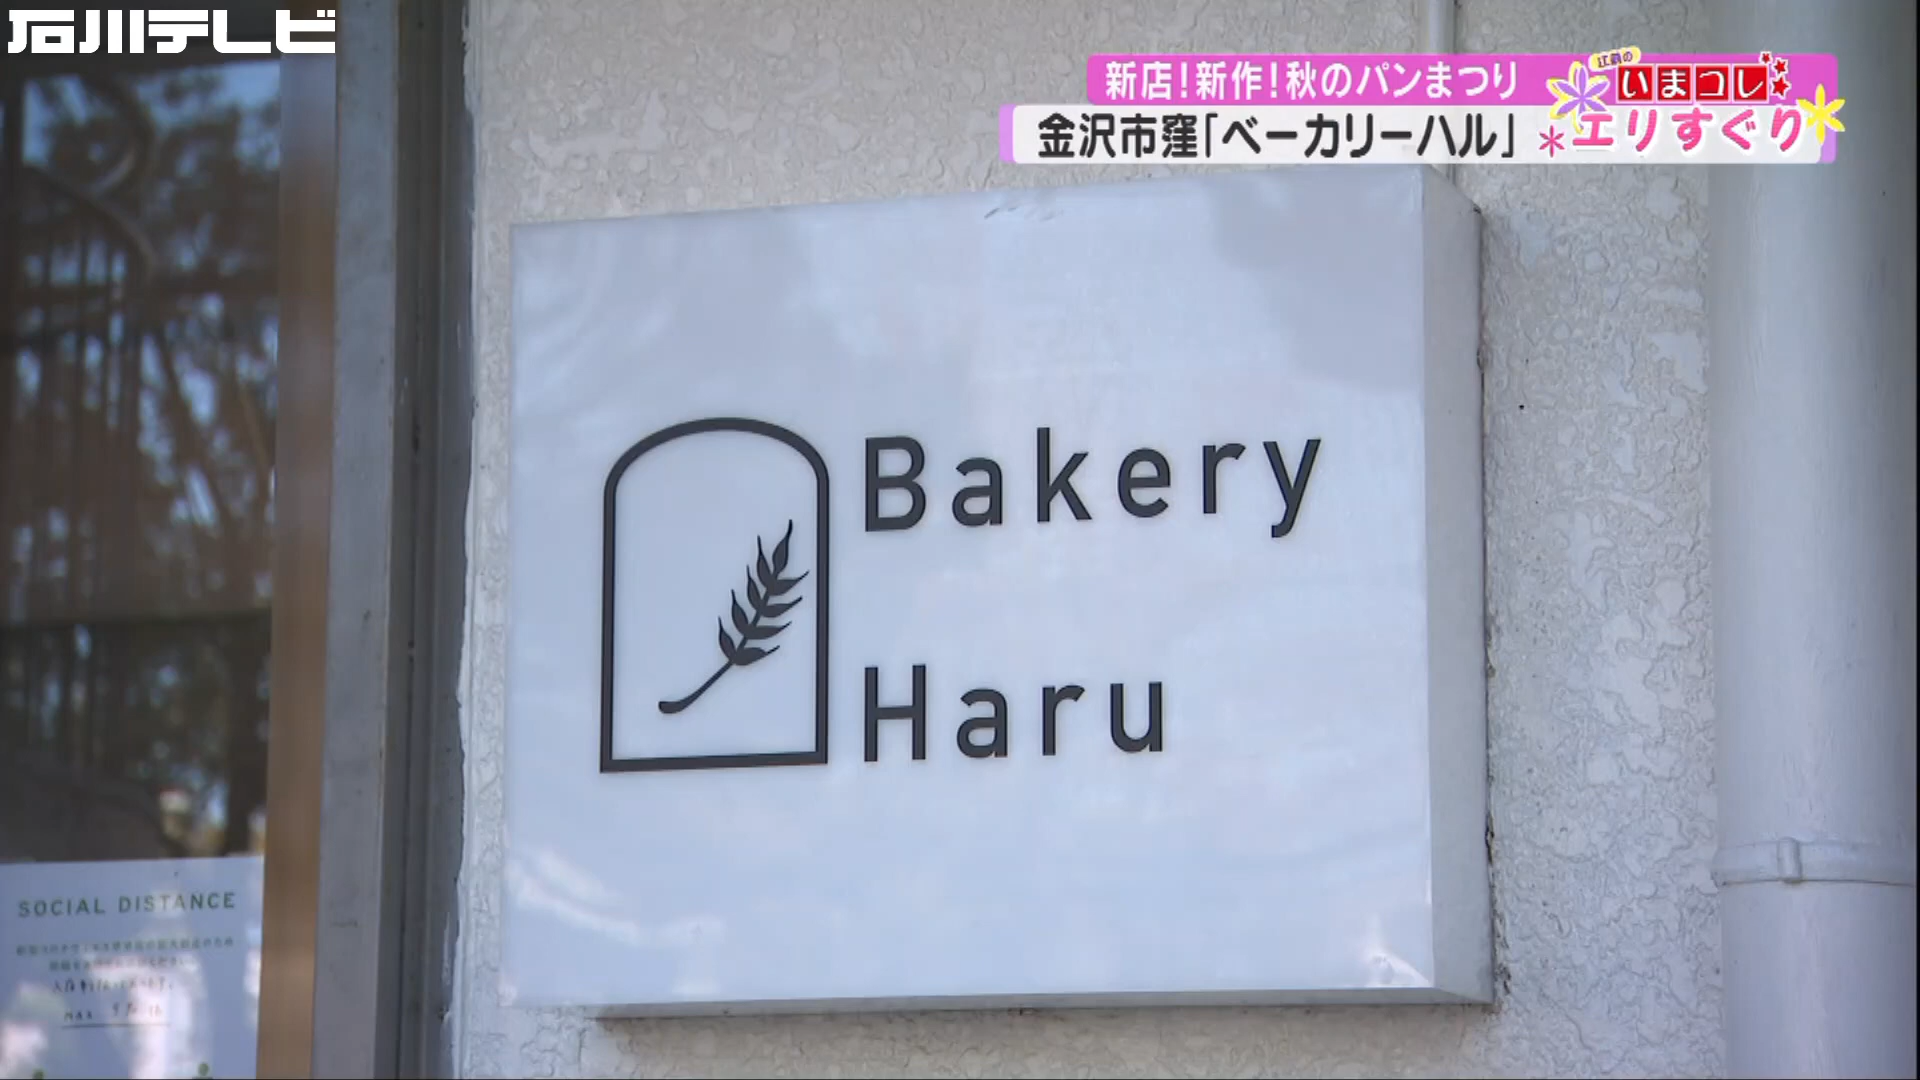 石川テレビ
新店!新作!秋のパンまつり
金沢市窪「ベーカリーハル」
江莉の
いまコレ
エリすぐり
Bakery
Haru
SOCIAL DISTANCE